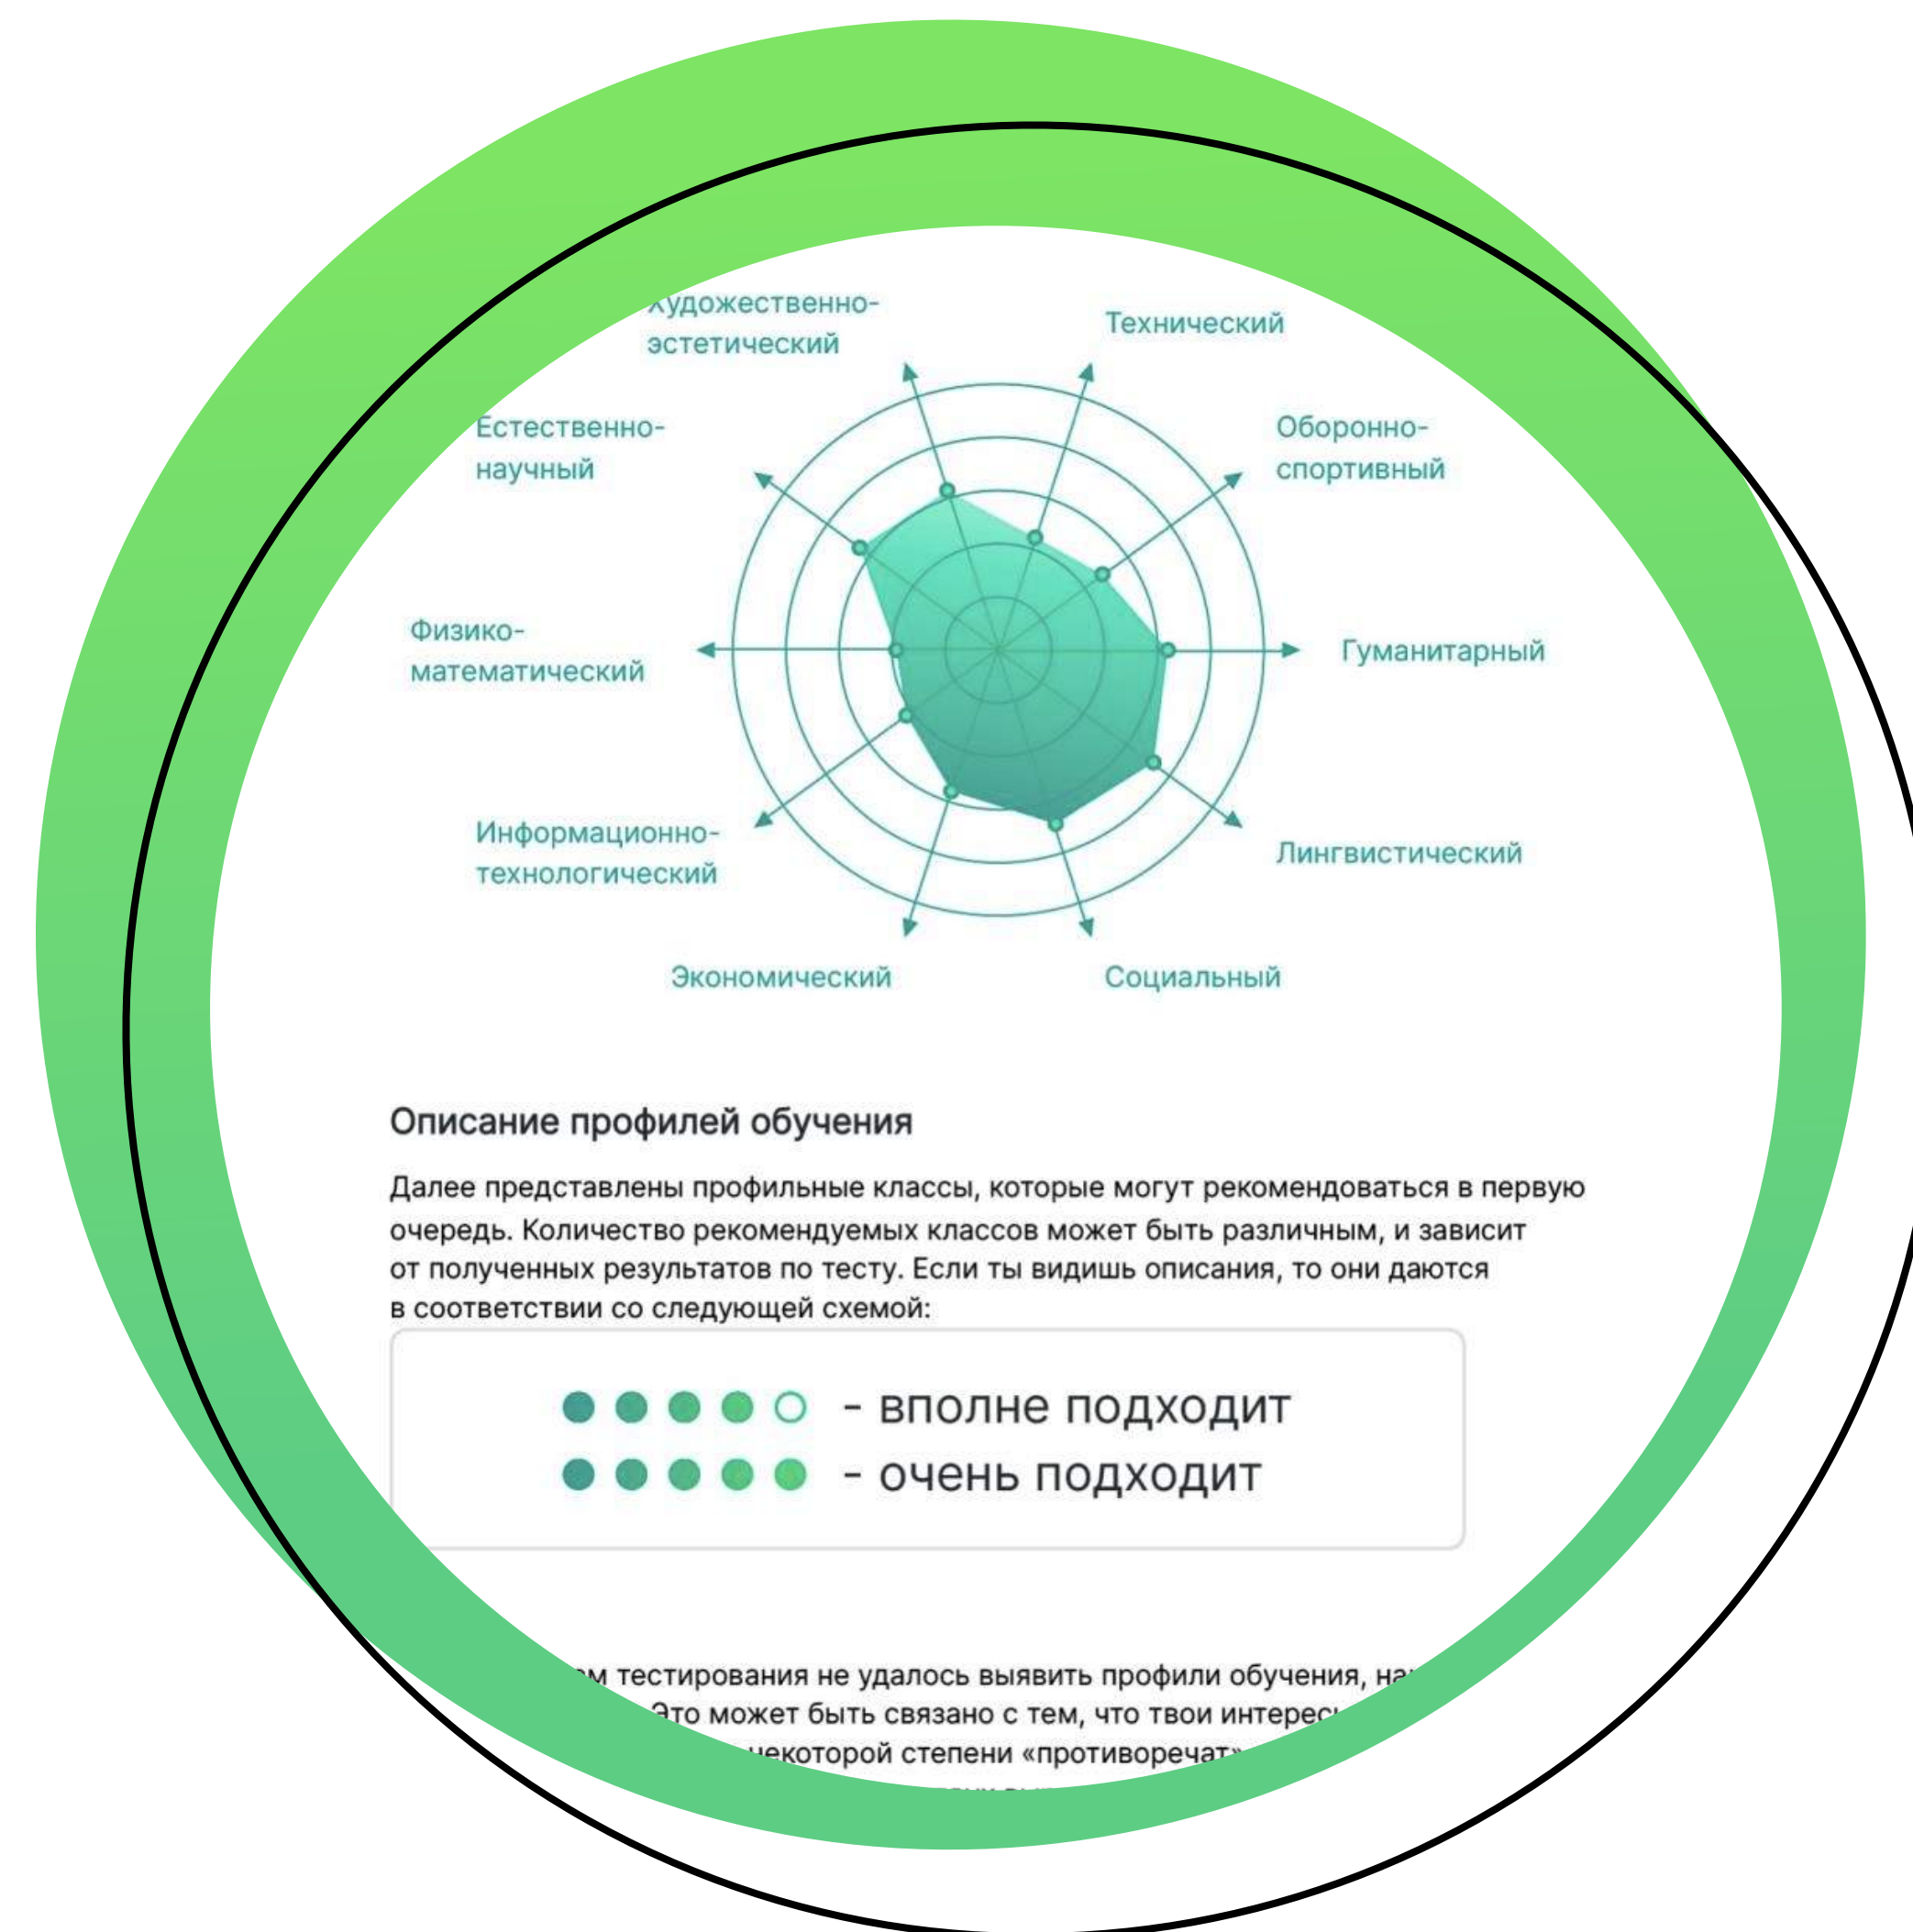 Художественно-
эстетический
Технический
Естественно-
научный
Оборонно-
спортивный
Физико-
математический
Гуманитарный
Информационно-
технологический
Лингвистический
Экономический
Социальный
Описание профилей обучения
Далее представлены профильные классы, которые могут рекомендоваться в первую
очередь. Количество рекомендуемых классов может быть различным, и зависит
от полученных результатов по тесту. Если ты видишь описания, то они даются
в соответствии со следующей схемой:
- вполне подходит
- очень подходит
тестирования не удалось выявить профили обучения,
Это может быть связано с тем, что твои
некоторой степени «противоречат»